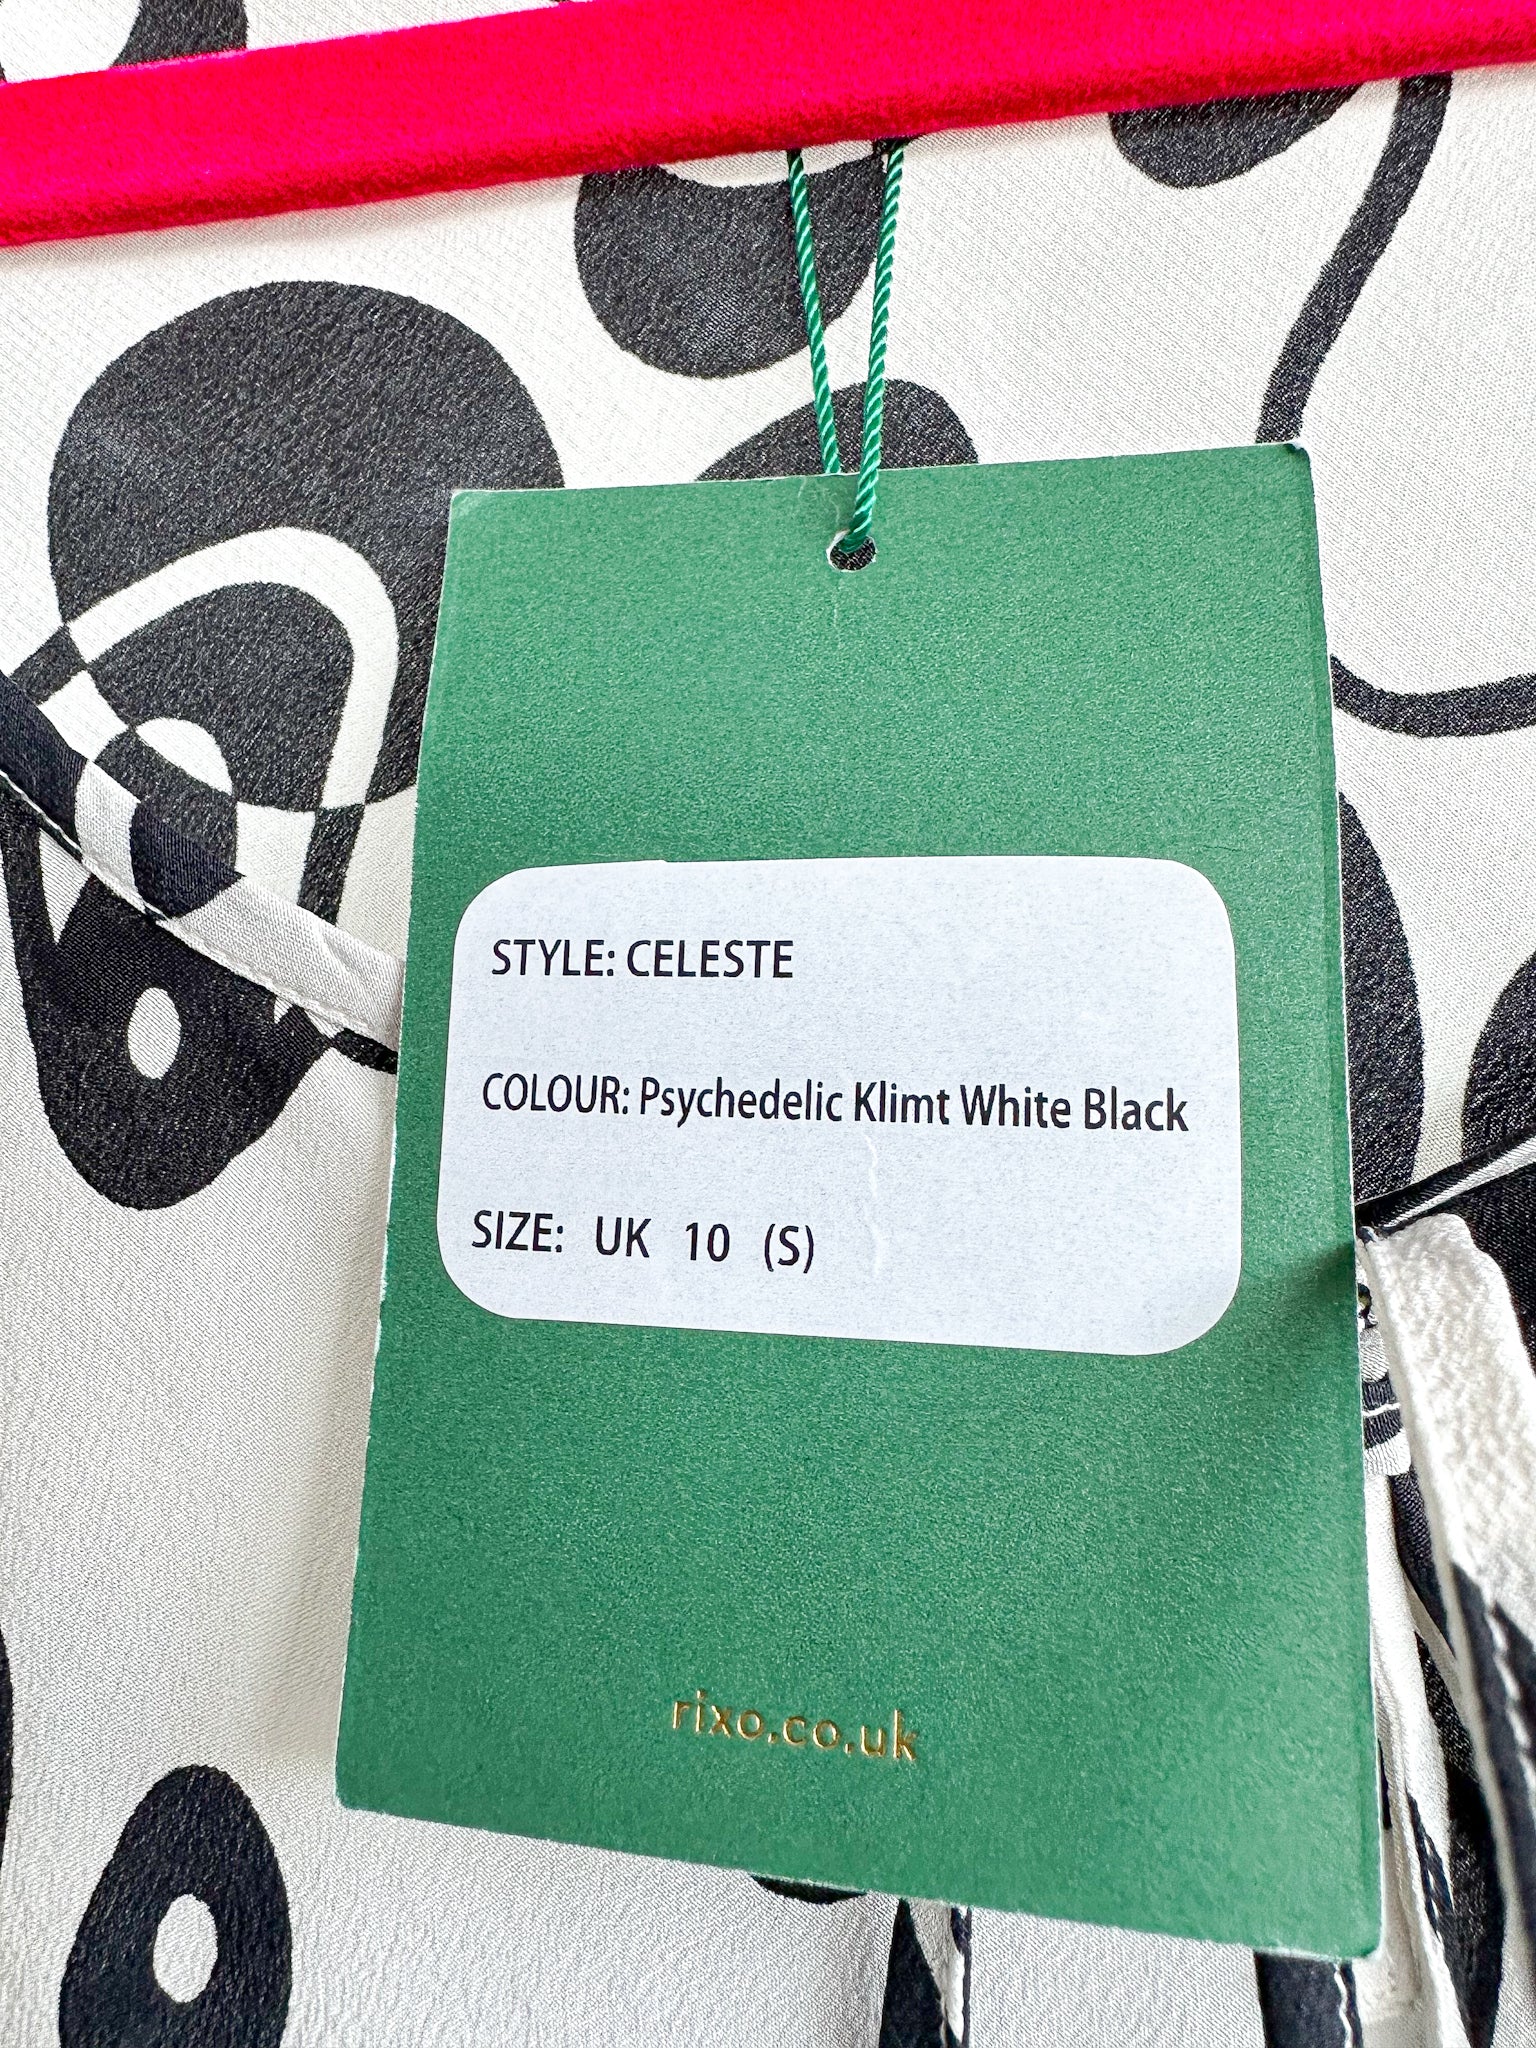 STYLE: CELESTE
COLOUR: Psychedelic Klimt White Black
SIZE: UK 10 (S)
rixo.co.uk